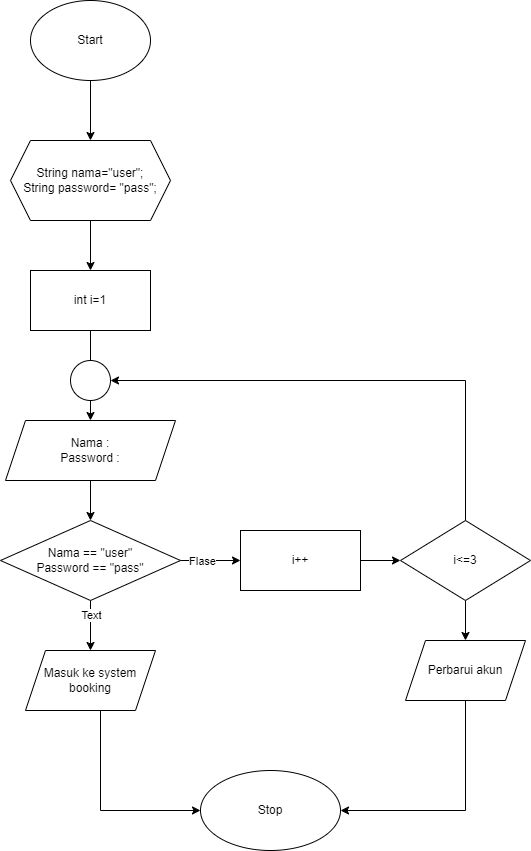 Start
String nama="user";
String password= "pass";
int i=1
Nama :
Password :
Nama == "user"
Password == "pass"
Flase
i++
i<=3
Text
Masuk ke system
booking
Perbarui akun
Stop